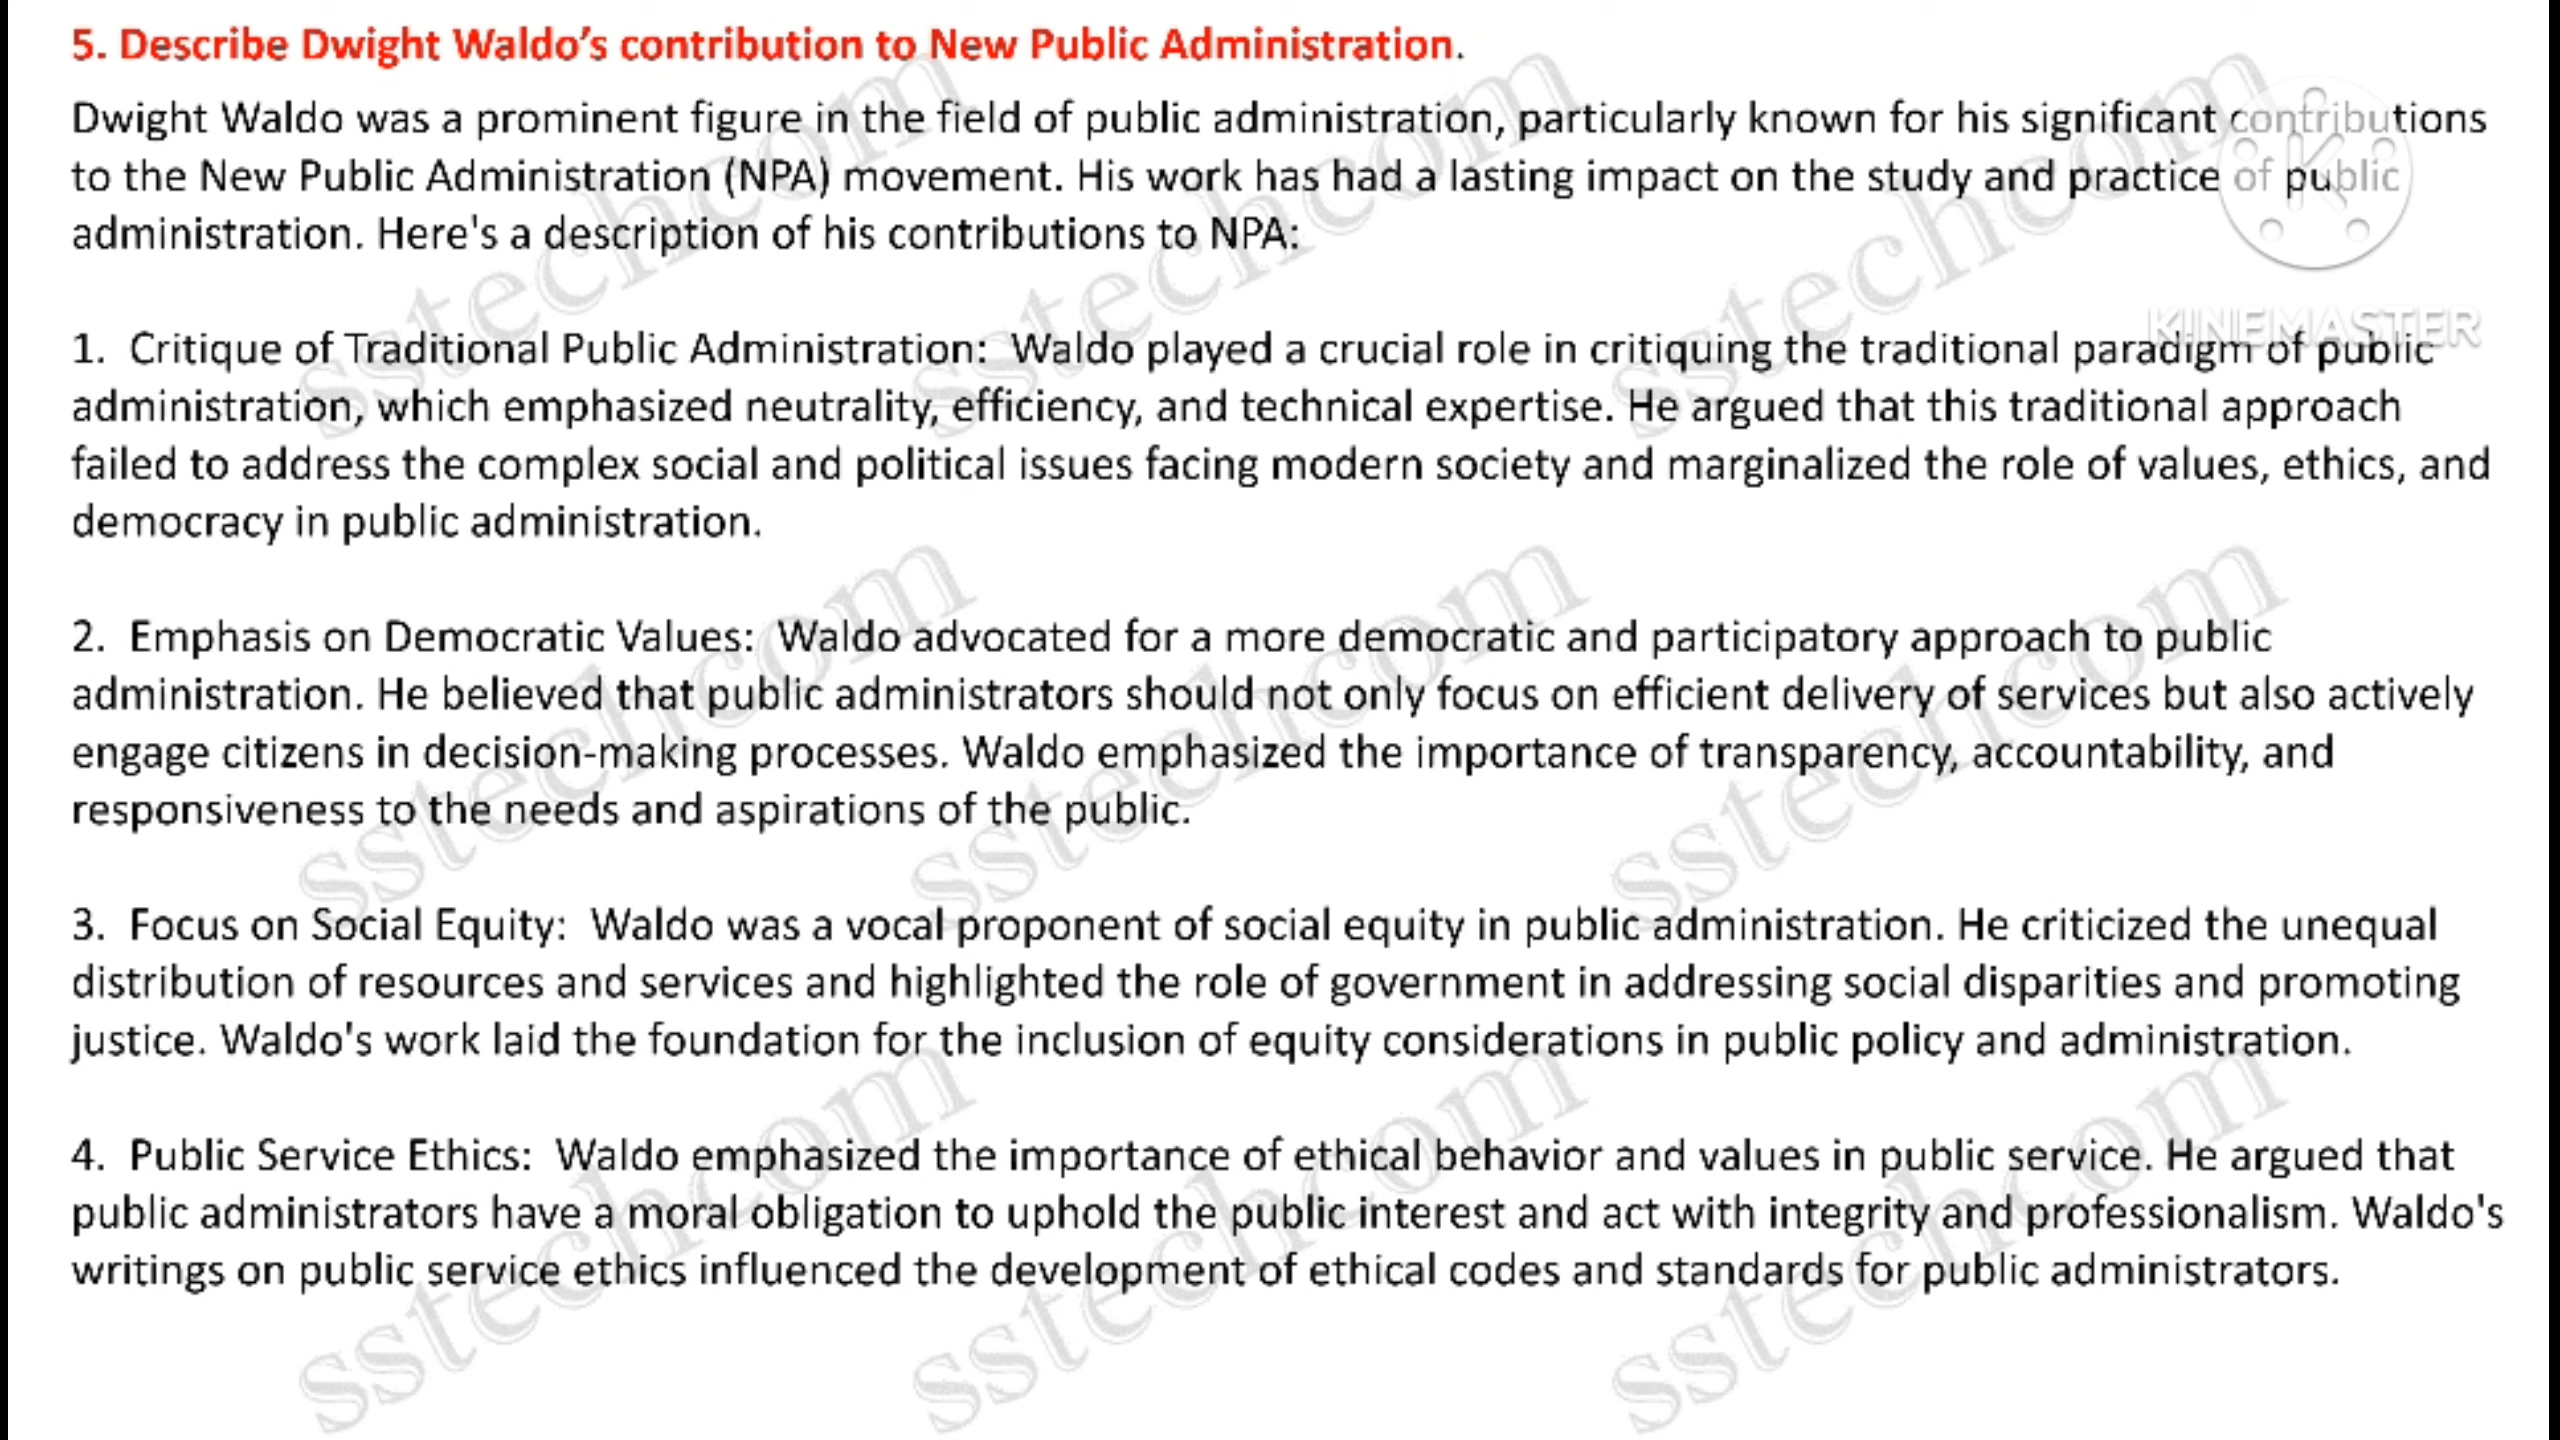 5. Describe Dwight Waldo’s contribution to New Public Administration.
Dwight Waldo was a prominent figure in the field of public administration, particularly known for his significant contributions
to the New Public Administration (NPA) movement. His work has had a lasting impact on the study and practice of public
administration. Here's a description of his contributions to NPA:
KINEMASTER
1. Critique of Traditional Public Administration: Waldo played a crucial role in critiquing the traditional paradigm of public
administration, which emphasized neutrality, efficiency, and technical expertise. He argued that this traditional approach
failed to address the complex social and political issues facing modern society and marginalized the role of values, ethics, and
democracy in public administration.
2. Emphasis on Democratic Values: Waldo advocated for a more democratic and participatory approach to public
administration. He believed that public administrators should not only focus on efficient delivery of services but also actively
engage citizens in decision-making processes. Waldo emphasized the importance of transparency, accountability, and
responsiveness to the needs and aspirations of the public.
3. Focus on Social Equity: Waldo was a vocal proponent of social equity in public administration. He criticized the unequal
distribution of resources and services and highlighted the role of government in addressing social disparities and promoting
justice. Waldo's work laid the foundation for the inclusion of equity considerations in public policy and administration.
4. Public Service Ethics: Waldo emphasized the importance of ethical behavior and values in public service. He argued that
public administrators have a moral obligation to uphold the public interest and act with integrity and professionalism. Waldo's
writings on public service ethics influenced the development of ethical codes and standards for public administrators.
sstechcom sstechcom sstechcom
sstechcom sstechcom sstechcom
sstechcom sstechcom sstechcom